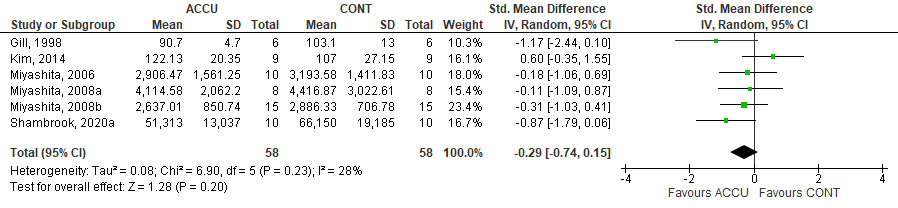 ACCU CONT Std. Mean Difference Std. Mean Difference
Study or Subgroup Mean SD Total Mean SD Total Weight IV, Random, 95% CI IV, Random, 95% CI
Gill, 1998 90.7 4.7 6 103.1 13 6 10.3% -1.17 [-2.44, 0.10]
Kim, 2014 122.13 20.35 9 107 27.15 9 16.0% 0.60 [-0.35, 1.55]
Miyashita, 2006 2,906.47 1,561.25 10 3,193.58 1,411.83 10 18.2% -0.18 [-1.06, 0.69]
Miyashita, 2008a 4,114.58 2,062.2 8 4,416.87 3,022.61 8 15.4% -0.11 [-1.09, 0.87]
Miyashita, 2008b 2,637.01 850.74 15 2,886.33 706.78 15 23.4% -0.31 [-1.03, 0.41]
Shambrook, 2020a 51,313 13,037 10 66,150 19,185 10 16.7% -0.87 [-1.79, 0.06]
Total (95% CI) 58 58 100.0% -0.29 [-0.74, 0.15]
Heterogeneity: Tau² = 0.08; Chi² = 6.90, df = 5 (P = 0.23); I² = 28%
Test for overall effect: Z = 1.28 (P = 0.20)
-4 -2 0 2 4
Favours ACCU Favours CONT